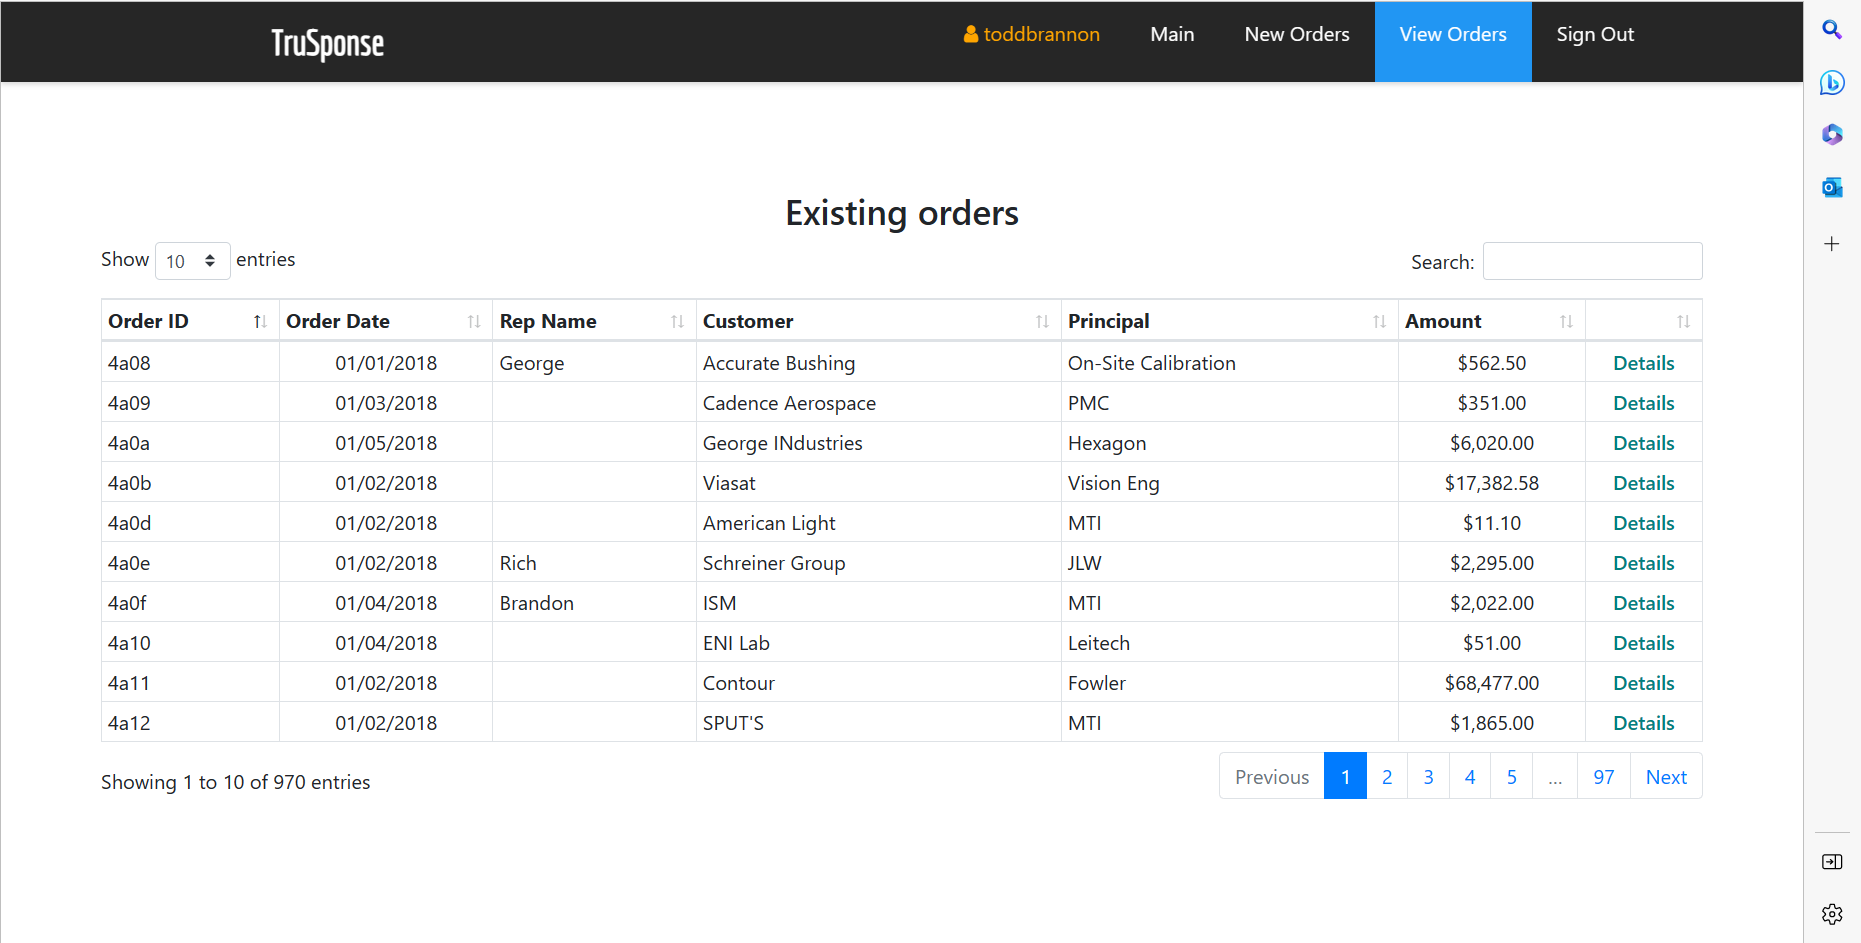 TruSponse toddbrannon Main New Orders View Orders Sign Out
Existing orders
Show 10 entries Search:
Order ID Order Date Rep Name Customer Principal Amount
4a08 01/01/2018 George Accurate Bushing On-Site Calibration $562.50 Details
4a09 01/03/2018 Cadence Aerospace PMC $351.00 Details
4a0a 01/05/2018 George INdustries Hexagon $6,020.00 Details
4a0b 01/02/2018 Viasat Vision Eng $17,382.58 Details
4a0d 01/02/2018 American Light MTI $11.10 Details
4a0e 01/02/2018 Rich Schreiner Group JLW $2,295.00 Details
4a0f 01/04/2018 Brandon ISM MTI $2,022.00 Details
4a10 01/04/2018 ENI Lab Leitech $51.00 Details
4a11 01/02/2018 Contour Fowler $68,477.00 Details
4a12 01/02/2018 SPUT'S MTI $1,865.00 Details
Showing 1 to 10 of 970 entries Previous 1 2 3 4 5 … 97 Next